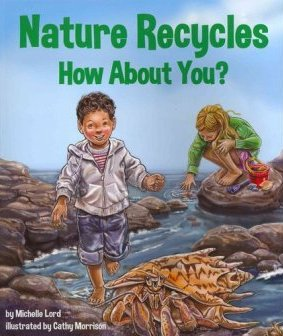 Nature Recycles
How About You?
by Michelle Lord
illustrated by Cathy Morrison